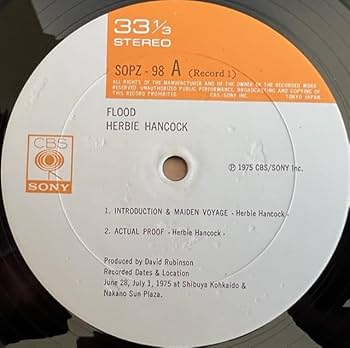 33 1/3
STEREO
SOPZ-98 A (Record 1)
ALL RIGHTS OF THE MANUFACTURER AND OF THE OWNER OF THE RECORDED WORK
RESERVED. UNAUTHORIZED PUBLIC PERFORMANCE, BROADCASTING AND COPYING OF
THIS RECORD PROHIBITED CBS/SONY INC. TOKYO JAPAN.
FLOOD
HERBIE HANCOCK
CBS
SONY
℗ 1975 CBS/SONY Inc.
1. INTRODUCTION & MAIDEN VOYAGE - Herbie Hancock -
2. ACTUAL PROOF - Herbie Hancock -
Produced by David Rubinson
Recorded Dates & Location
June 28, July 1, 1975 at Shibuya Kohkaido &
Nakano Sun Plaza.